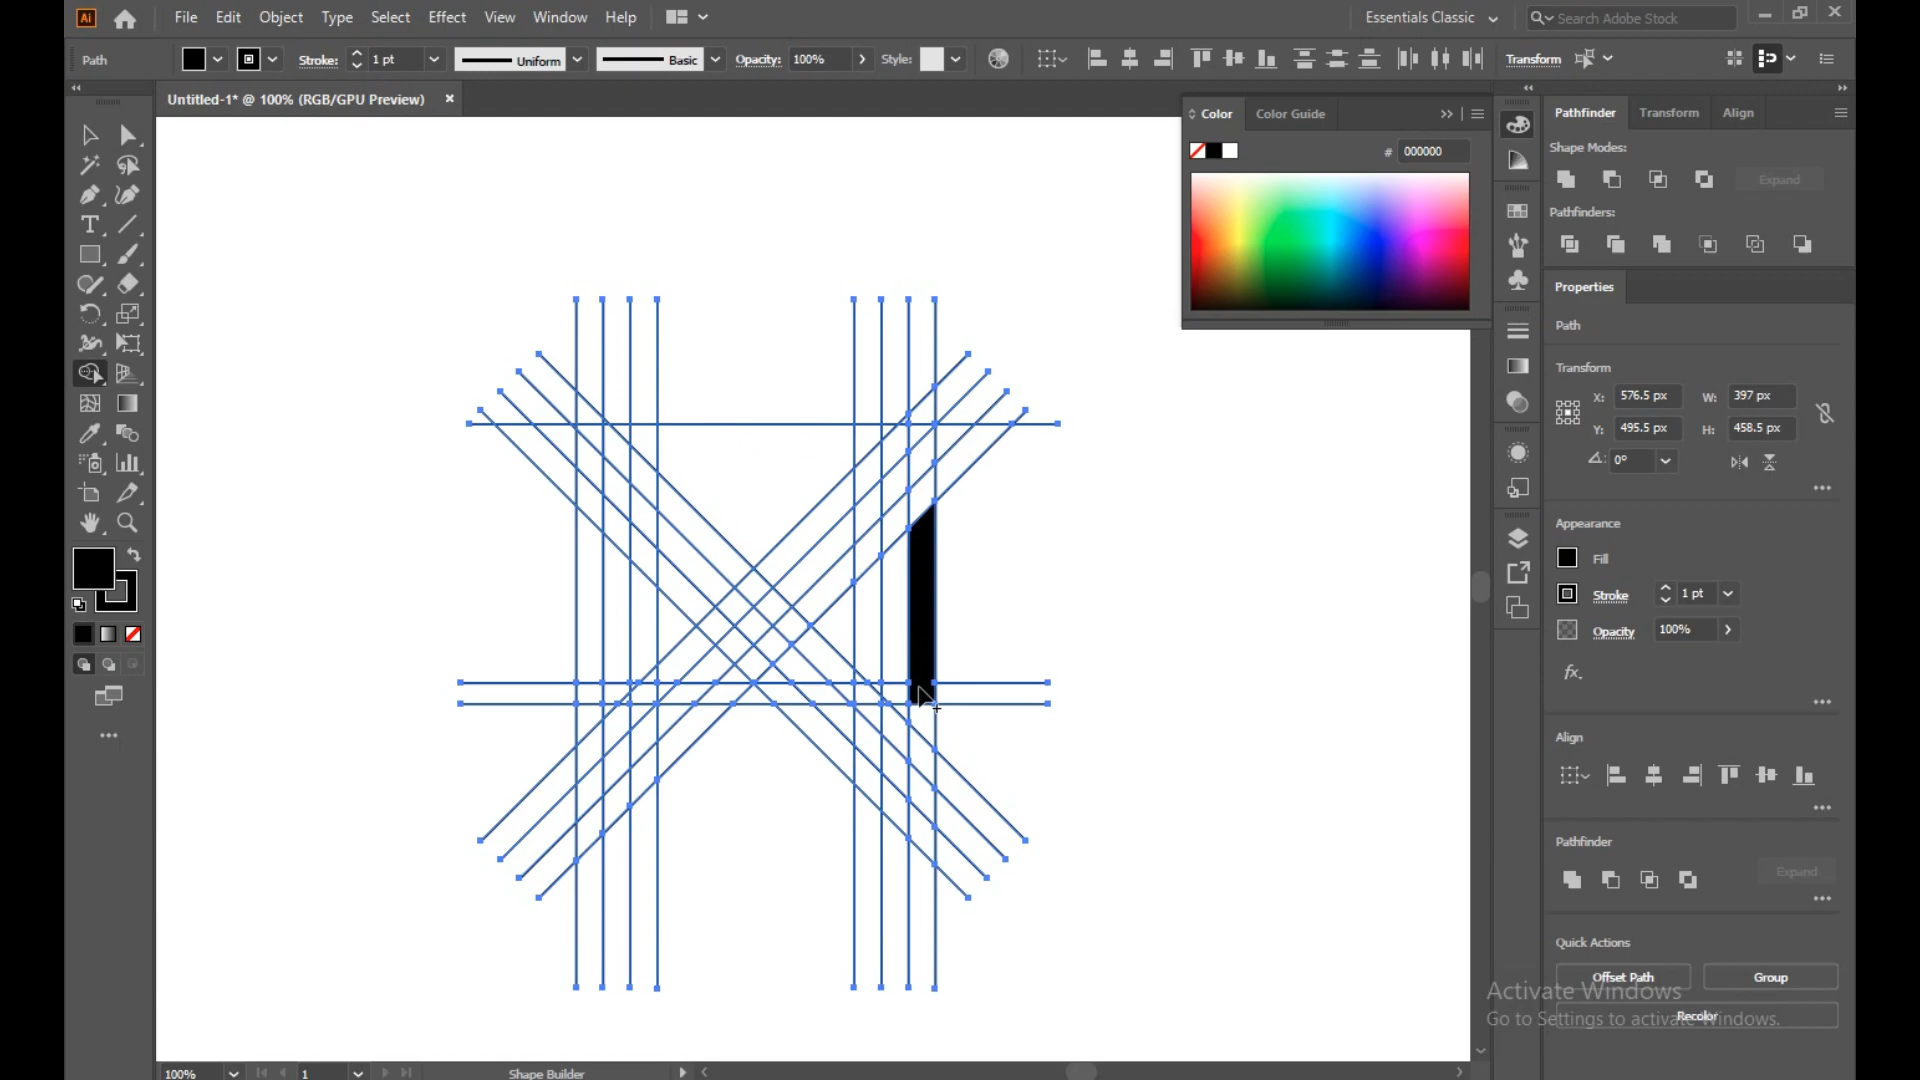 Ai File Edit Object Type Select Effect View Window Help Essentials Classic Search Adobe Stock
Path Stroke: 1 pt Uniform Basic Opacity: 100% Style: Transform
Untitled-1* @ 100% (RGB/GPU Preview)
Color Color Guide
# 000000
Pathfinder Transform Align
Shape Modes:
Expand
Pathfinders:
Properties
Path
Transform
X: 576.5 px W: 397 px
Y: 495.5 px H: 458.5 px
0°
Appearance
Fill
Stroke 1 pt
Opacity 100%
fx.
Align
Pathfinder
Expand
Quick Actions
Offset Path Group
Recolor
Activate Windows
Go to Settings to activate Windows.
100% 1 Shape Builder